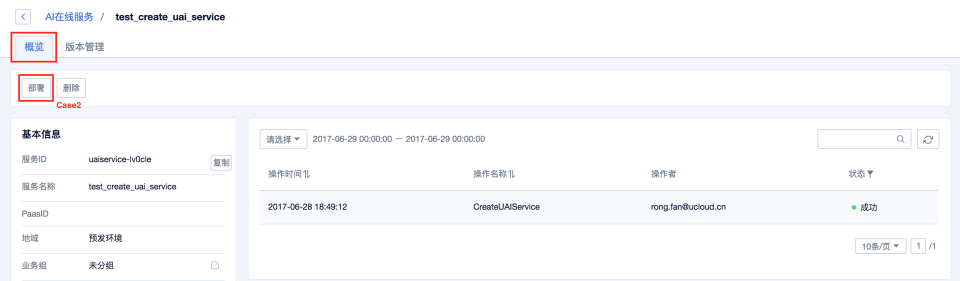 AI在线服务 / test_create_uai_service
概览 版本管理
部署 删除
Case2
基本信息
服务ID uaiservice-lv0cle 复制
服务名称 test_create_uai_service
PaasID
地域 预发环境
业务组 未分组
请选择 2017-06-29 00:00:00 — 2017-06-29 00:00:00
操作时间 操作名称 操作者 状态
2017-06-28 18:49:12 CreateUAIService rong.fan@ucloud.cn 成功
10条/页 1 /1